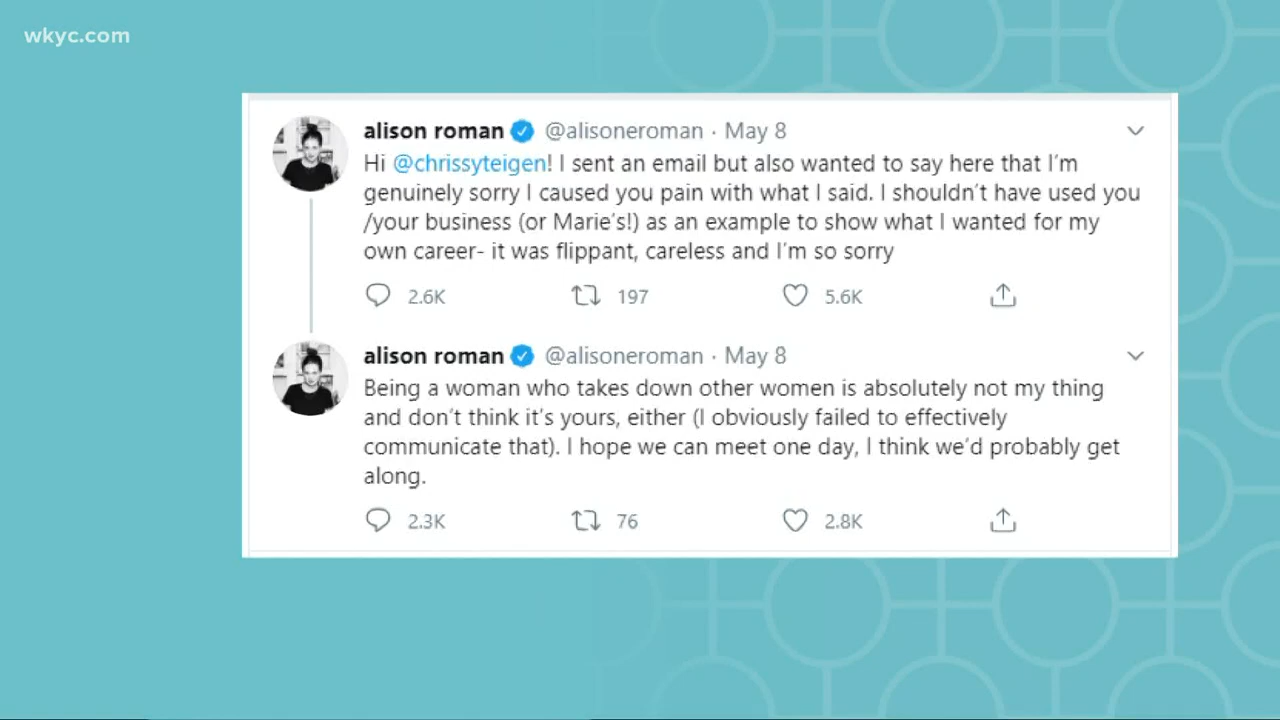 wkyc.com
alison roman @alisoneroman · May 8
Hi @chrissyteigen! I sent an email but also wanted to say here that I'm
genuinely sorry I caused you pain with what I said. I shouldn't have used you
/your business (or Marie's!) as an example to show what I wanted for my
own career- it was flippant, careless and I'm so sorry
2.6K 197 5.6K
alison roman @alisoneroman · May 8
Being a woman who takes down other women is absolutely not my thing
and don't think it's yours, either (I obviously failed to effectively
communicate that). I hope we can meet one day, I think we'd probably get
along.
2.3K 76 2.8K